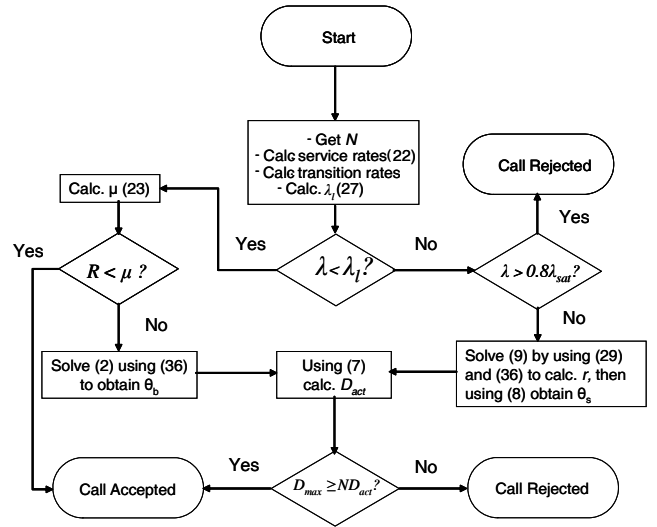 Start
- Get N
- Calc service rates(22)
- Calc transition rates
- Calc. λl (27)
Call Rejected
Calc. μ (23)
Yes
Yes
Yes
No
R < μ ?
λ < λl?
λ > 0.8λsat?
No
No
Solve (2) using (36)
to obtain θb
Using (7)
calc. Dact
Solve (9) by using (29)
and (36) to calc. r, then
using (8) obtain θs
Yes
No
Call Accepted
Dmax ≥NDact?
Call Rejected